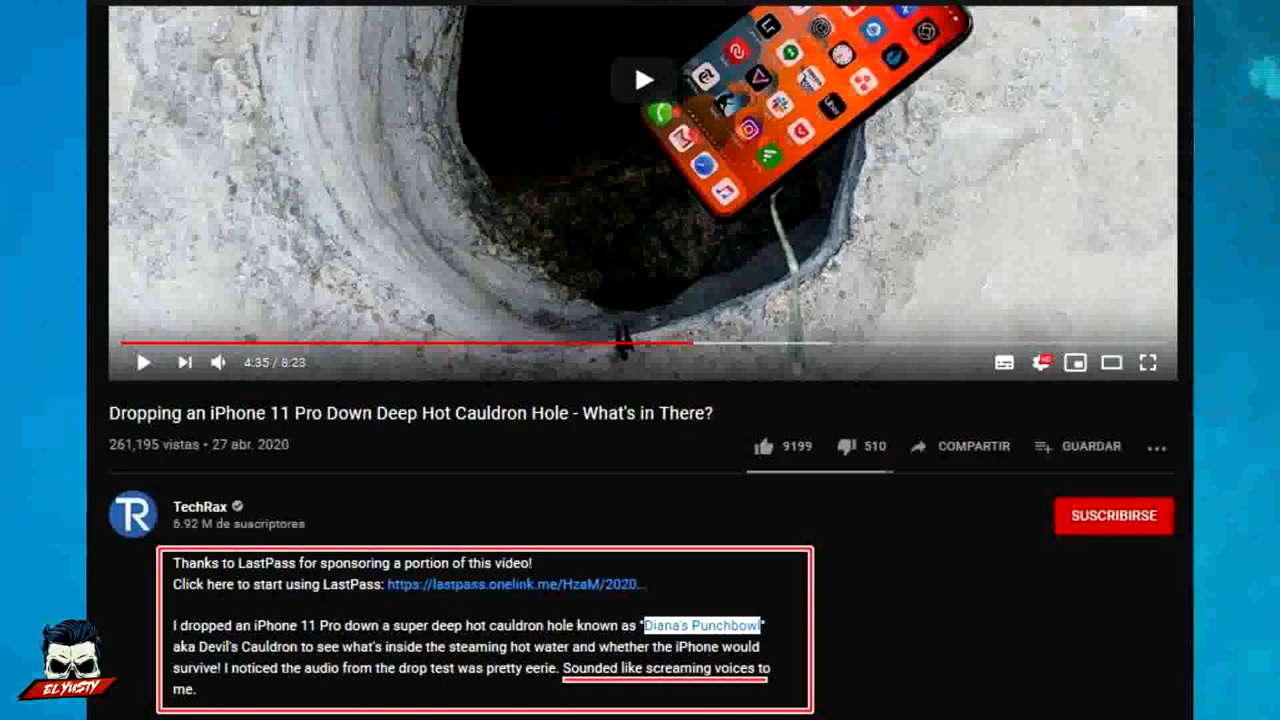 4:35 / 8:23
HD
Dropping an iPhone 11 Pro Down Deep Hot Cauldron Hole - What's in There?
261,195 vistas • 27 abr. 2020
9199
510
COMPARTIR
GUARDAR
TR
TechRax
6.92 M de suscriptores
SUSCRIBIRSE
Thanks to LastPass for sponsoring a portion of this video!
Click here to start using LastPass: https://lastpass.onelink.me/HzaM/2020...
I dropped an iPhone 11 Pro down a super deep hot cauldron hole known as "Diana's Punchbowl"
aka Devil's Cauldron to see what's inside the steaming hot water and whether the iPhone would
survive! I noticed the audio from the drop test was pretty eerie. Sounded like screaming voices to
me.
EL YUSTY